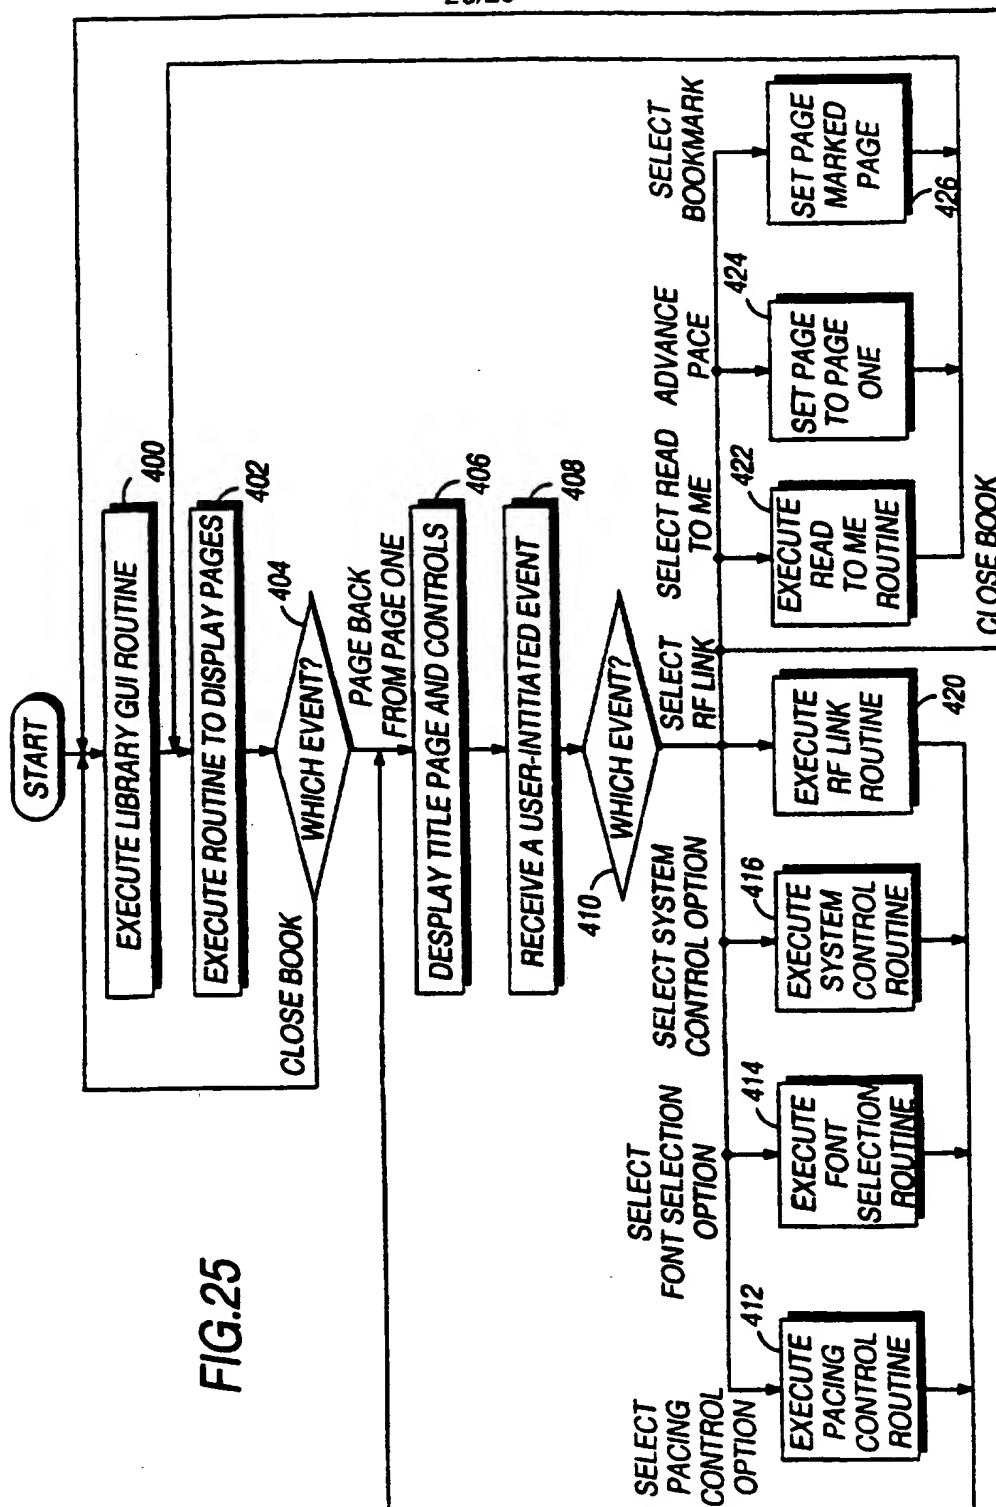 START
EXECUTE LIBRARY GUI ROUTINE
400
EXECUTE ROUTINE TO DISPLAY PAGES
402
WHICH EVENT?
404
CLOSE BOOK
PAGE BACK
FROM PAGE ONE
DESPLAY TITLE PAGE AND CONTROLS
406
RECEIVE A USER-INTITIATED EVENT
408
WHICH EVENT?
410
SELECT
PACING
CONTROL
OPTION
SELECT
FONT SELECTION
OPTION
SELECT SYSTEM
CONTROL OPTION
SELECT
RF LINK
SELECT READ
TO ME
ADVANCE
PACE
SELECT
BOOKMARK
EXECUTE
PACING
CONTROL
ROUTINE
412
EXECUTE
FONT
SELECTION
ROUTINE
414
EXECUTE
SYSTEM
CONTROL
ROUTINE
416
EXECUTE
RF LINK
ROUTINE
420
EXECUTE
READ
TO ME
ROUTINE
422
SET PAGE
TO PAGE
ONE
424
SET PAGE
MARKED
PAGE
426
CLOSE BOOK
FIG.25